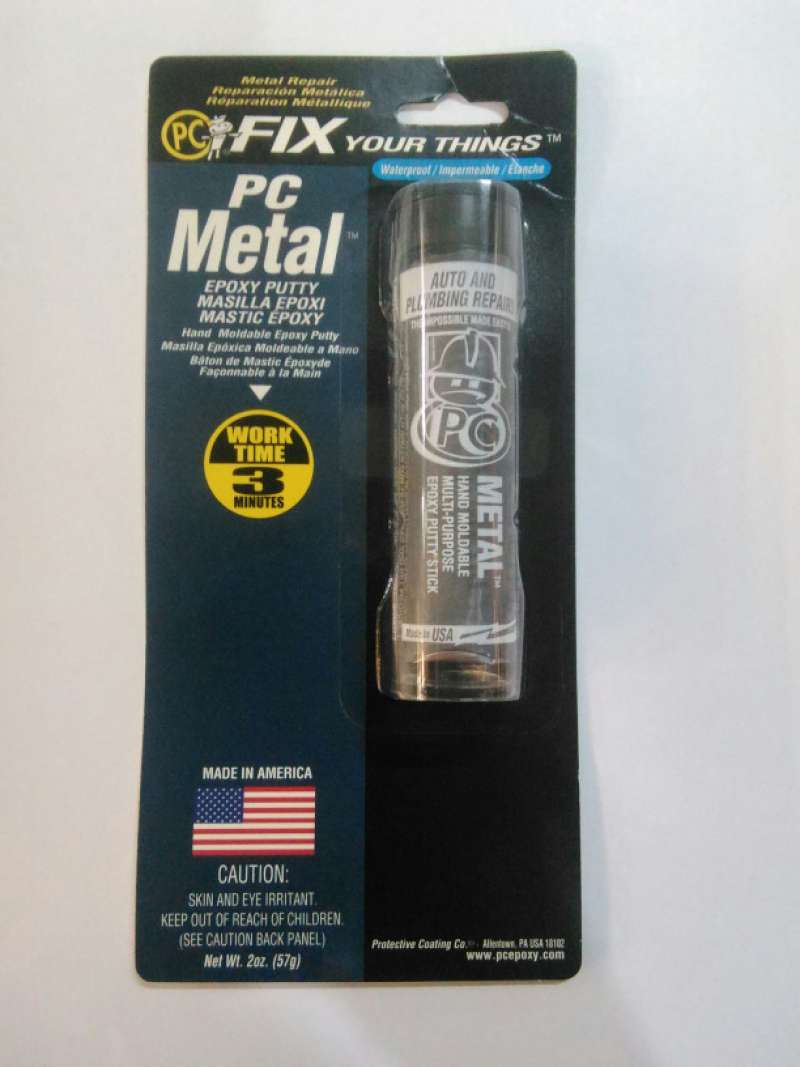 Metal Repair
Reparación Metálica
Réparation Métallique
PC FIX YOUR THINGS™
Waterproof / Impermeable / Étanche
PC
Metal™
EPOXY PUTTY
MASILLA EPOXI
MASTIC ÉPOXY
Hand Moldable Epoxy Putty
Masilla Epóxica Moldeable a Mano
Bâton de Mastic Époxyde
Façonnable à la Main
WORK
TIME
3
MINUTES
AUTO AND
PLUMBING REPAIRS
THE IMPOSSIBLE MADE
PC
METAL™
HAND MOLDABLE
MULTI-PURPOSE
EPOXY PUTTY STICK
Made in USA
MADE IN AMERICA
CAUTION:
SKIN AND EYE IRRITANT.
KEEP OUT OF REACH OF CHILDREN.
(SEE CAUTION BACK PANEL)
Net Wt. 2oz. (57g)
Protective Coating Co. Allentown, PA USA 18102
www.pcepoxy.com